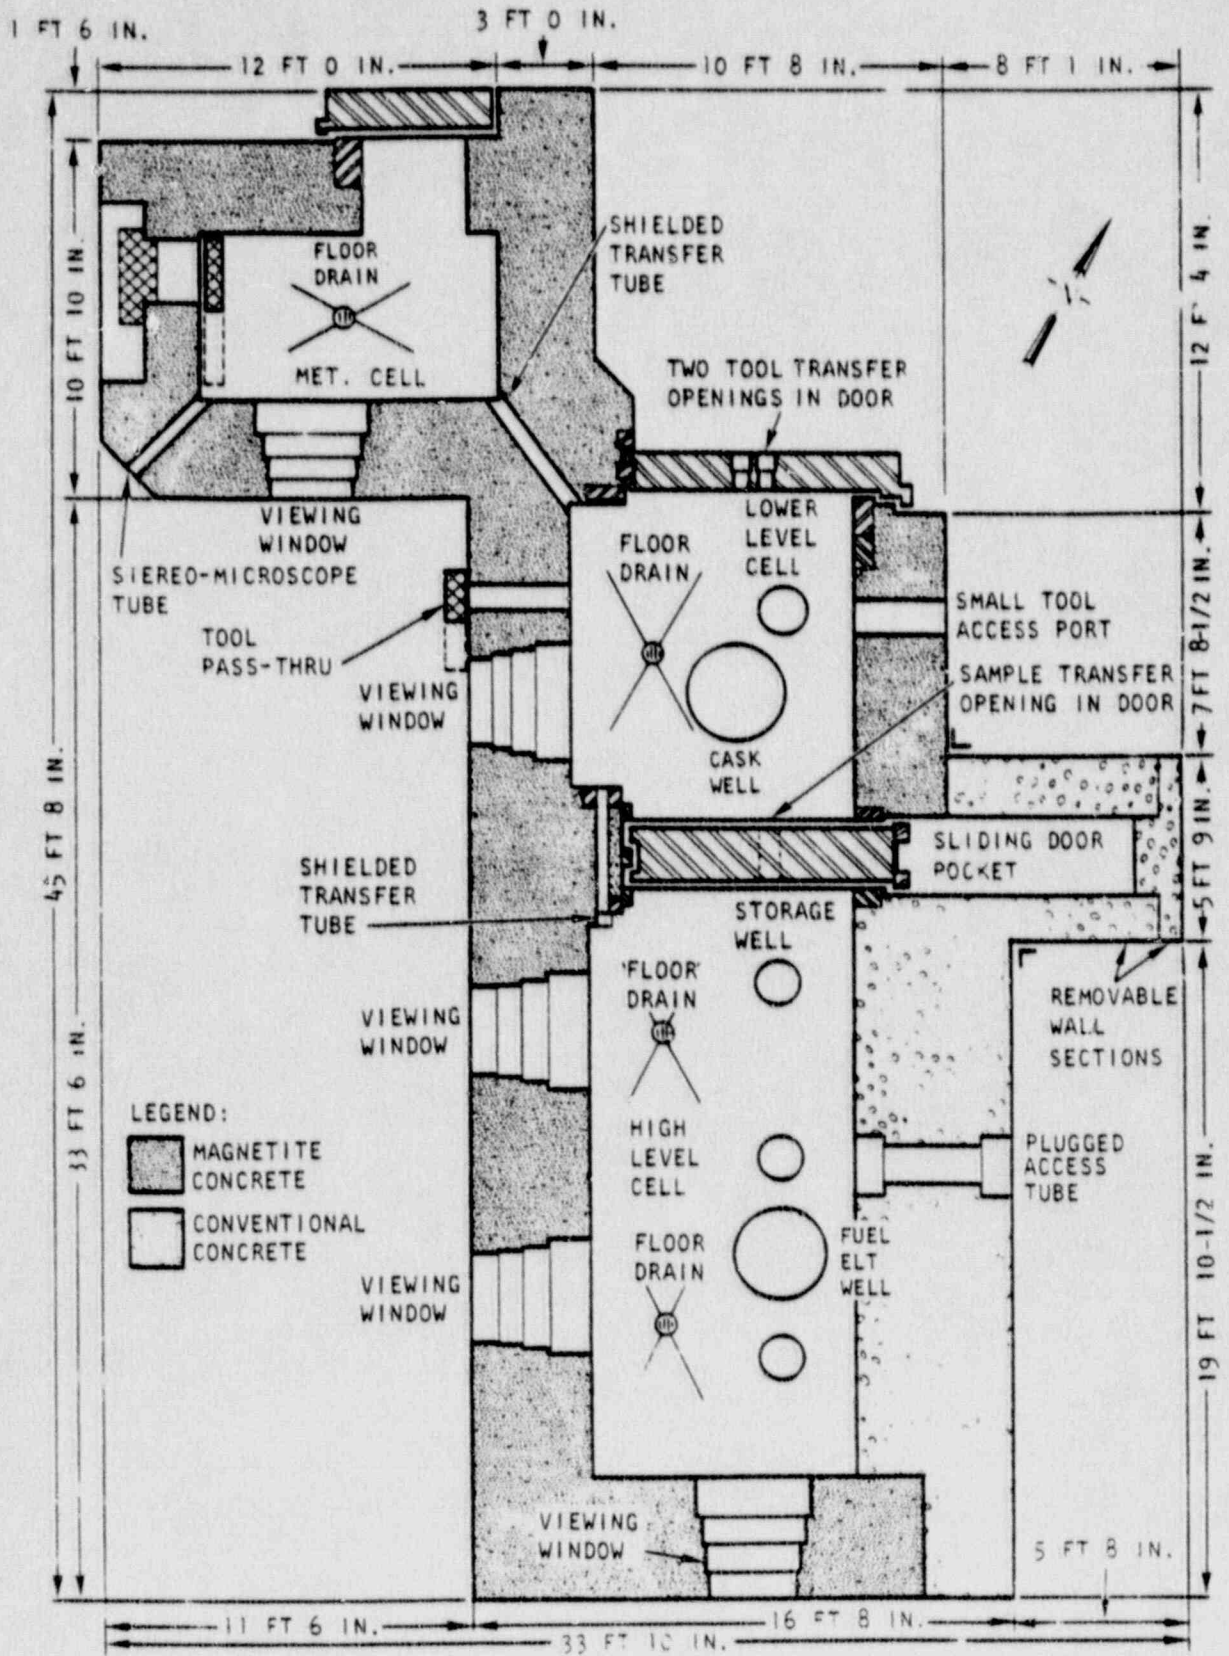 1 FT 6 IN.
3 FT 0 IN.
12 FT 0 IN.
10 FT 8 IN.
8 FT 1 IN.
10 FT 10 IN.
12 F' 4 IN.
FLOOR
DRAIN
MET. CELL
SHIELDED
TRANSFER
TUBE
TWO TOOL TRANSFER
OPENINGS IN DOOR
VIEWING
WINDOW
STEREO-MICROSCOPE
TUBE
TOOL
PASS-THRU
FLOOR
DRAIN
LOWER
LEVEL
CELL
SMALL TOOL
ACCESS PORT
7 FT 8-1/2 IN.
SAMPLE TRANSFER
OPENING IN DOOR
VIEWING
WINDOW
CASK
WELL
45 FT 8 IN.
SHIELDED
TRANSFER
TUBE
SLIDING DOOR
POCKET
5 FT 9 IN.
STORAGE
WELL
FLOOR
DRAIN
VIEWING
WINDOW
REMOVABLE
WALL
SECTIONS
33 FT 6 IN.
HIGH
LEVEL
CELL
LEGEND:
MAGNETITE
CONCRETE
CONVENTIONAL
CONCRETE
PLUGGED
ACCESS
TUBE
FLOOR
DRAIN
FUEL
ELT
WELL
VIEWING
WINDOW
19 FT 10-1/2 IN.
VIEWING
WINDOW
5 FT 8 IN.
11 FT 6 IN.
16 FT 8 IN.
33 FT 10 IN.